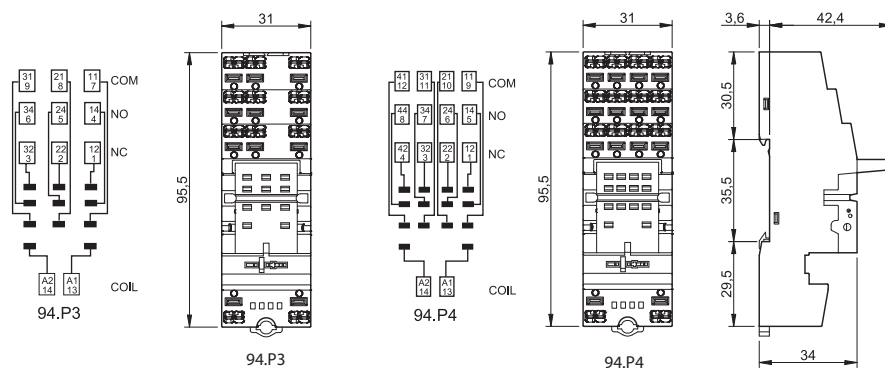 31 21 11
9 8 7
COM
34 24 14
6 5 4
NO
32 22 12
3 2 1
NC
A2 A1
14 13
COIL
94.P3
31
95,5
94.P3
41 31 21 11
12 11 10 9
COM
44 34 24 14
8 7 6 5
NO
42 32 22 12
4 3 2 1
NC
A2 A1
14 13
COIL
94.P4
31
95,5
94.P4
3,6 42,4
30,5
35,5
29,5
34